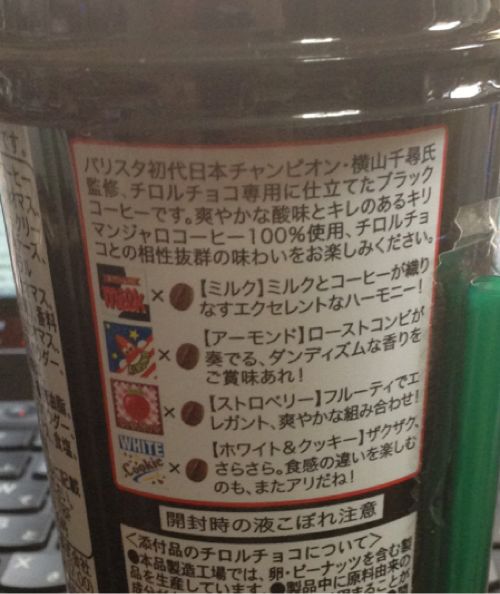 バリスタ初代日本チャンピオン・横山千尋氏
監修、チロルチョコ専用に仕立てたブラック
コーヒーです。爽やかな酸味とキレのあるキリ
マンジャロコーヒー100%使用、チロルチョ
コとの相性抜群の味わいをお楽しみください。
×【ミルク】ミルクとコーヒーが織り
なすエクセレントなハーモニー!
×【アーモンド】ローストコンビが
奏でる、ダンディズムな香りを
ご賞味あれ!
×【ストロベリー】フルーティでエ
レガント、爽やかな組み合わせ!
WHITE
Cookie
×【ホワイト&クッキー】ザクザク、
さらさら。食感の違いを楽しむ
のも、またアリだね!
開封時の液こぼれ注意
<添付品のチロルチョコについて>
●本品製造工場では、卵・ピーナッツを含む製
品を生産しています ●製品中に原料由来の